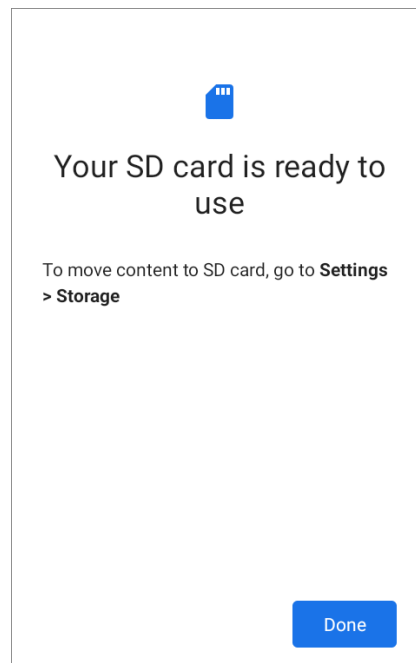 Your SD card is ready to
use
To move content to SD card, go to Settings
> Storage
Done